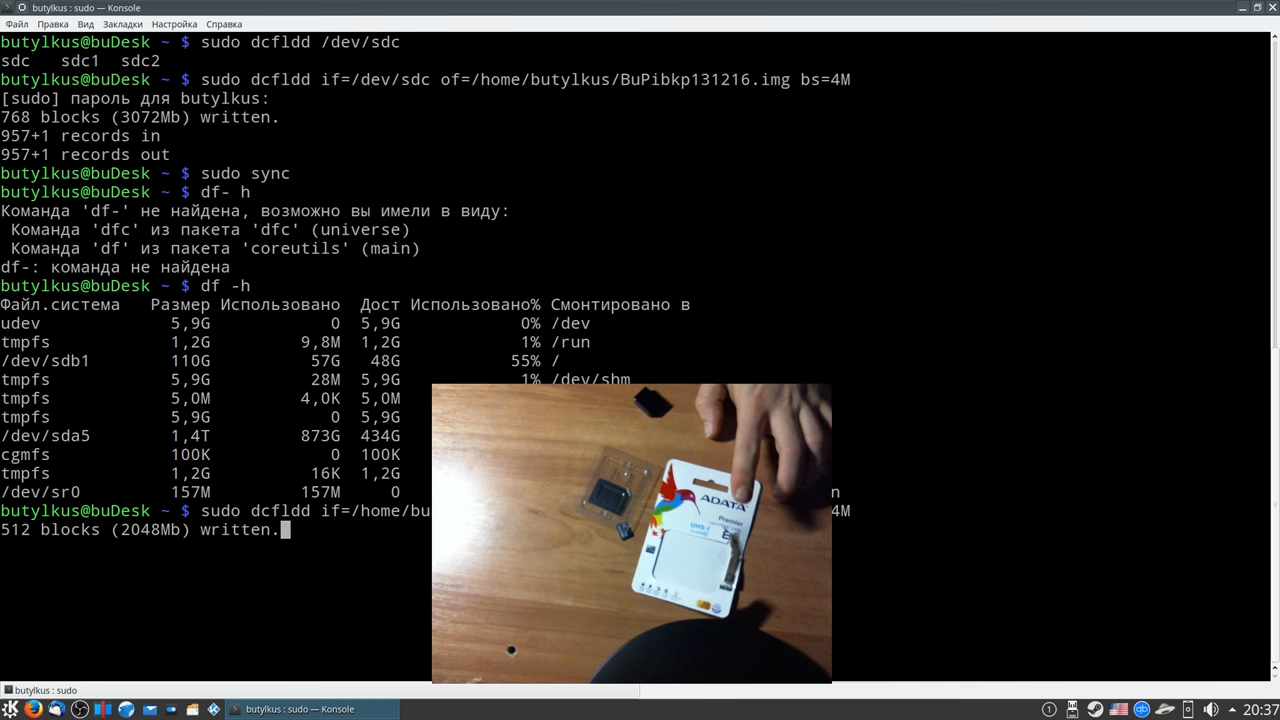 butylkus : sudo — Konsole
Файл Правка Вид Закладки Настройка Справка
butylkus@buDesk ~ $ sudo dcfldd /dev/sdc
sdc sdc1 sdc2
butylkus@buDesk ~ $ sudo dcfldd if=/dev/sdc of=/home/butylkus/BuPibkp131216.img bs=4M
[sudo] пароль для butylkus:
768 blocks (3072Mb) written.
957+1 records in
957+1 records out
butylkus@buDesk ~ $ sudo sync
butylkus@buDesk ~ $ df- h
Команда 'df-' не найдена, возможно вы имели в виду:
Команда 'dfc' из пакета 'dfc' (universe)
Команда 'df' из пакета 'coreutils' (main)
df-: команда не найдена
butylkus@buDesk ~ $ df -h
Файл.система Размер Использовано Дост Использовано% Смонтировано в
udev 5,9G 0 5,9G 0% /dev
tmpfs 1,2G 9,8M 1,2G 1% /run
/dev/sdb1 110G 57G 48G 55% /
tmpfs 5,9G 28M 5,9G 1% /dev/shm
tmpfs 5,0M 4,0K 5,0M
tmpfs 5,9G 0 5,9G
/dev/sda5 1,4T 873G 434G
cgmfs 100K 0 100K
tmpfs 1,2G 16K 1,2G
/dev/sr0 157M 157M 0 n
butylkus@buDesk ~ $ sudo dcfldd if=/home/bu 4M
512 blocks (2048Mb) written.
ADATA
Premier
UHS-I
butylkus : sudo
butylkus : sudo — Konsole
20:37